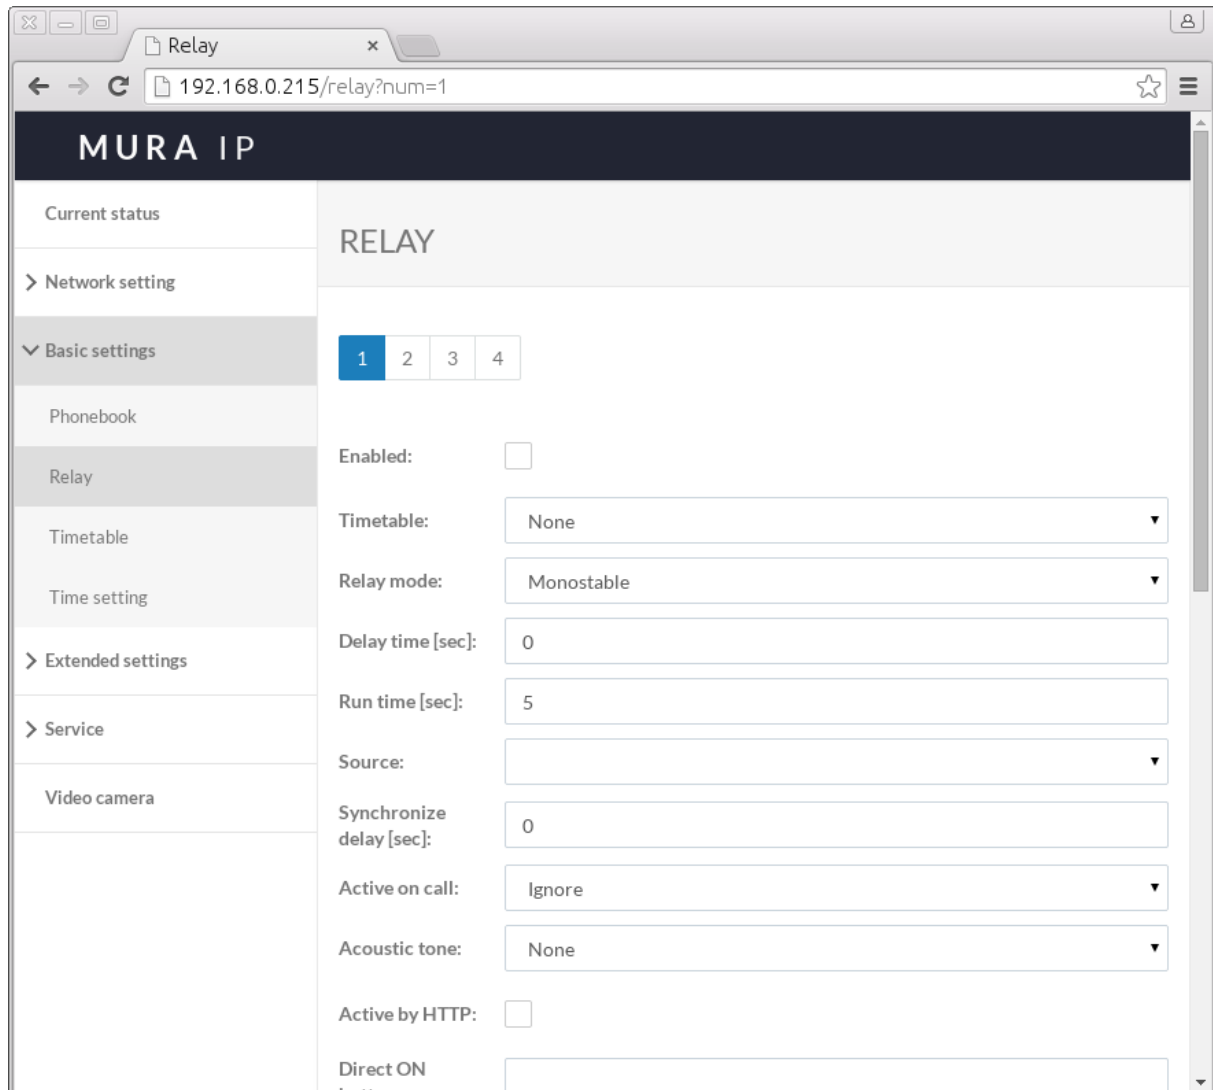 Relay
192.168.0.215/relay?num=1
MURA IP
Current status
Network setting
Basic settings
Phonebook
Relay
Timetable
Time setting
Extended settings
Service
Video camera
RELAY
1 2 3 4
Enabled:
Timetable: None
Relay mode: Monostable
Delay time [sec]: 0
Run time [sec]: 5
Source:
Synchronize
delay [sec]: 0
Active on call: Ignore
Acoustic tone: None
Active by HTTP:
Direct ON